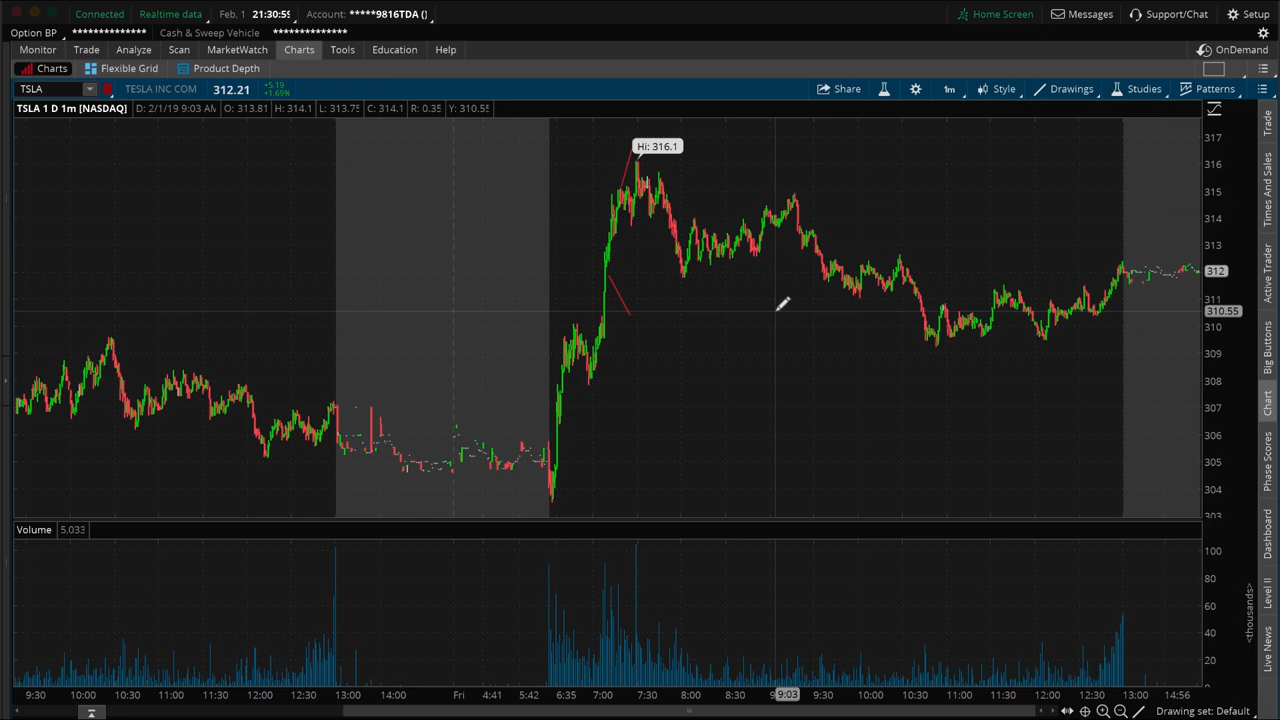 Connected Realtime data Feb, 1 21:30:59 Account: *****9816TDA () Home Screen Messages Support/Chat Setup
Option BP ************** Cash & Sweep Vehicle **************
Monitor Trade Analyze Scan MarketWatch Charts Tools Education Help OnDemand
Charts Flexible Grid Product Depth
TSLA TESLA INC COM 312.21 +5.19 +1.69% Share 1m Style Drawings Studies Patterns
TSLA 1 D 1m [NASDAQ] D: 2/1/19 9:03 AM O: 313.81 H: 314.1 L: 313.75 C: 314.1 R: 0.35 Y: 310.55
Hi: 316.1
317
316
315
314
313
312
311
310.55
310
309
308
307
306
305
304
303
Volume 5,033
100
80
60
40
20
0
<thousands>
9:30 10:00 10:30 11:00 11:30 12:00 12:30 13:00 14:00 Fri 4:41 5:42 6:35 7:00 7:30 8:00 8:30 9:03 9:30 10:00 10:30 11:00 11:30 12:00 12:30 13:00 14:56
Drawing set: Default
Trade
Times And Sales
Active Trader
Big Buttons
Chart
Phase Scores
Dashboard
Level II
Live News